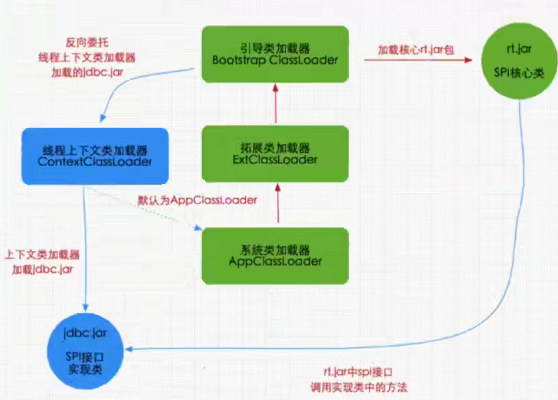 反向委托
线程上下文类加载器
加载的jdbc.jar
引导类加载器
Bootstrap ClassLoader
加载核心rt.jar包
rt.jar
SPI核心类
线程上下文类加载器
ContextClassLoader
拓展类加载器
ExtClassLoader
默认为AppClassLoader
系统类加载器
AppClassLoader
上下文类加载器
加载jdbc.jar
jdbc.jar
SPI接口
实现类
rt.jar中spi接口
调用实现类中的方法